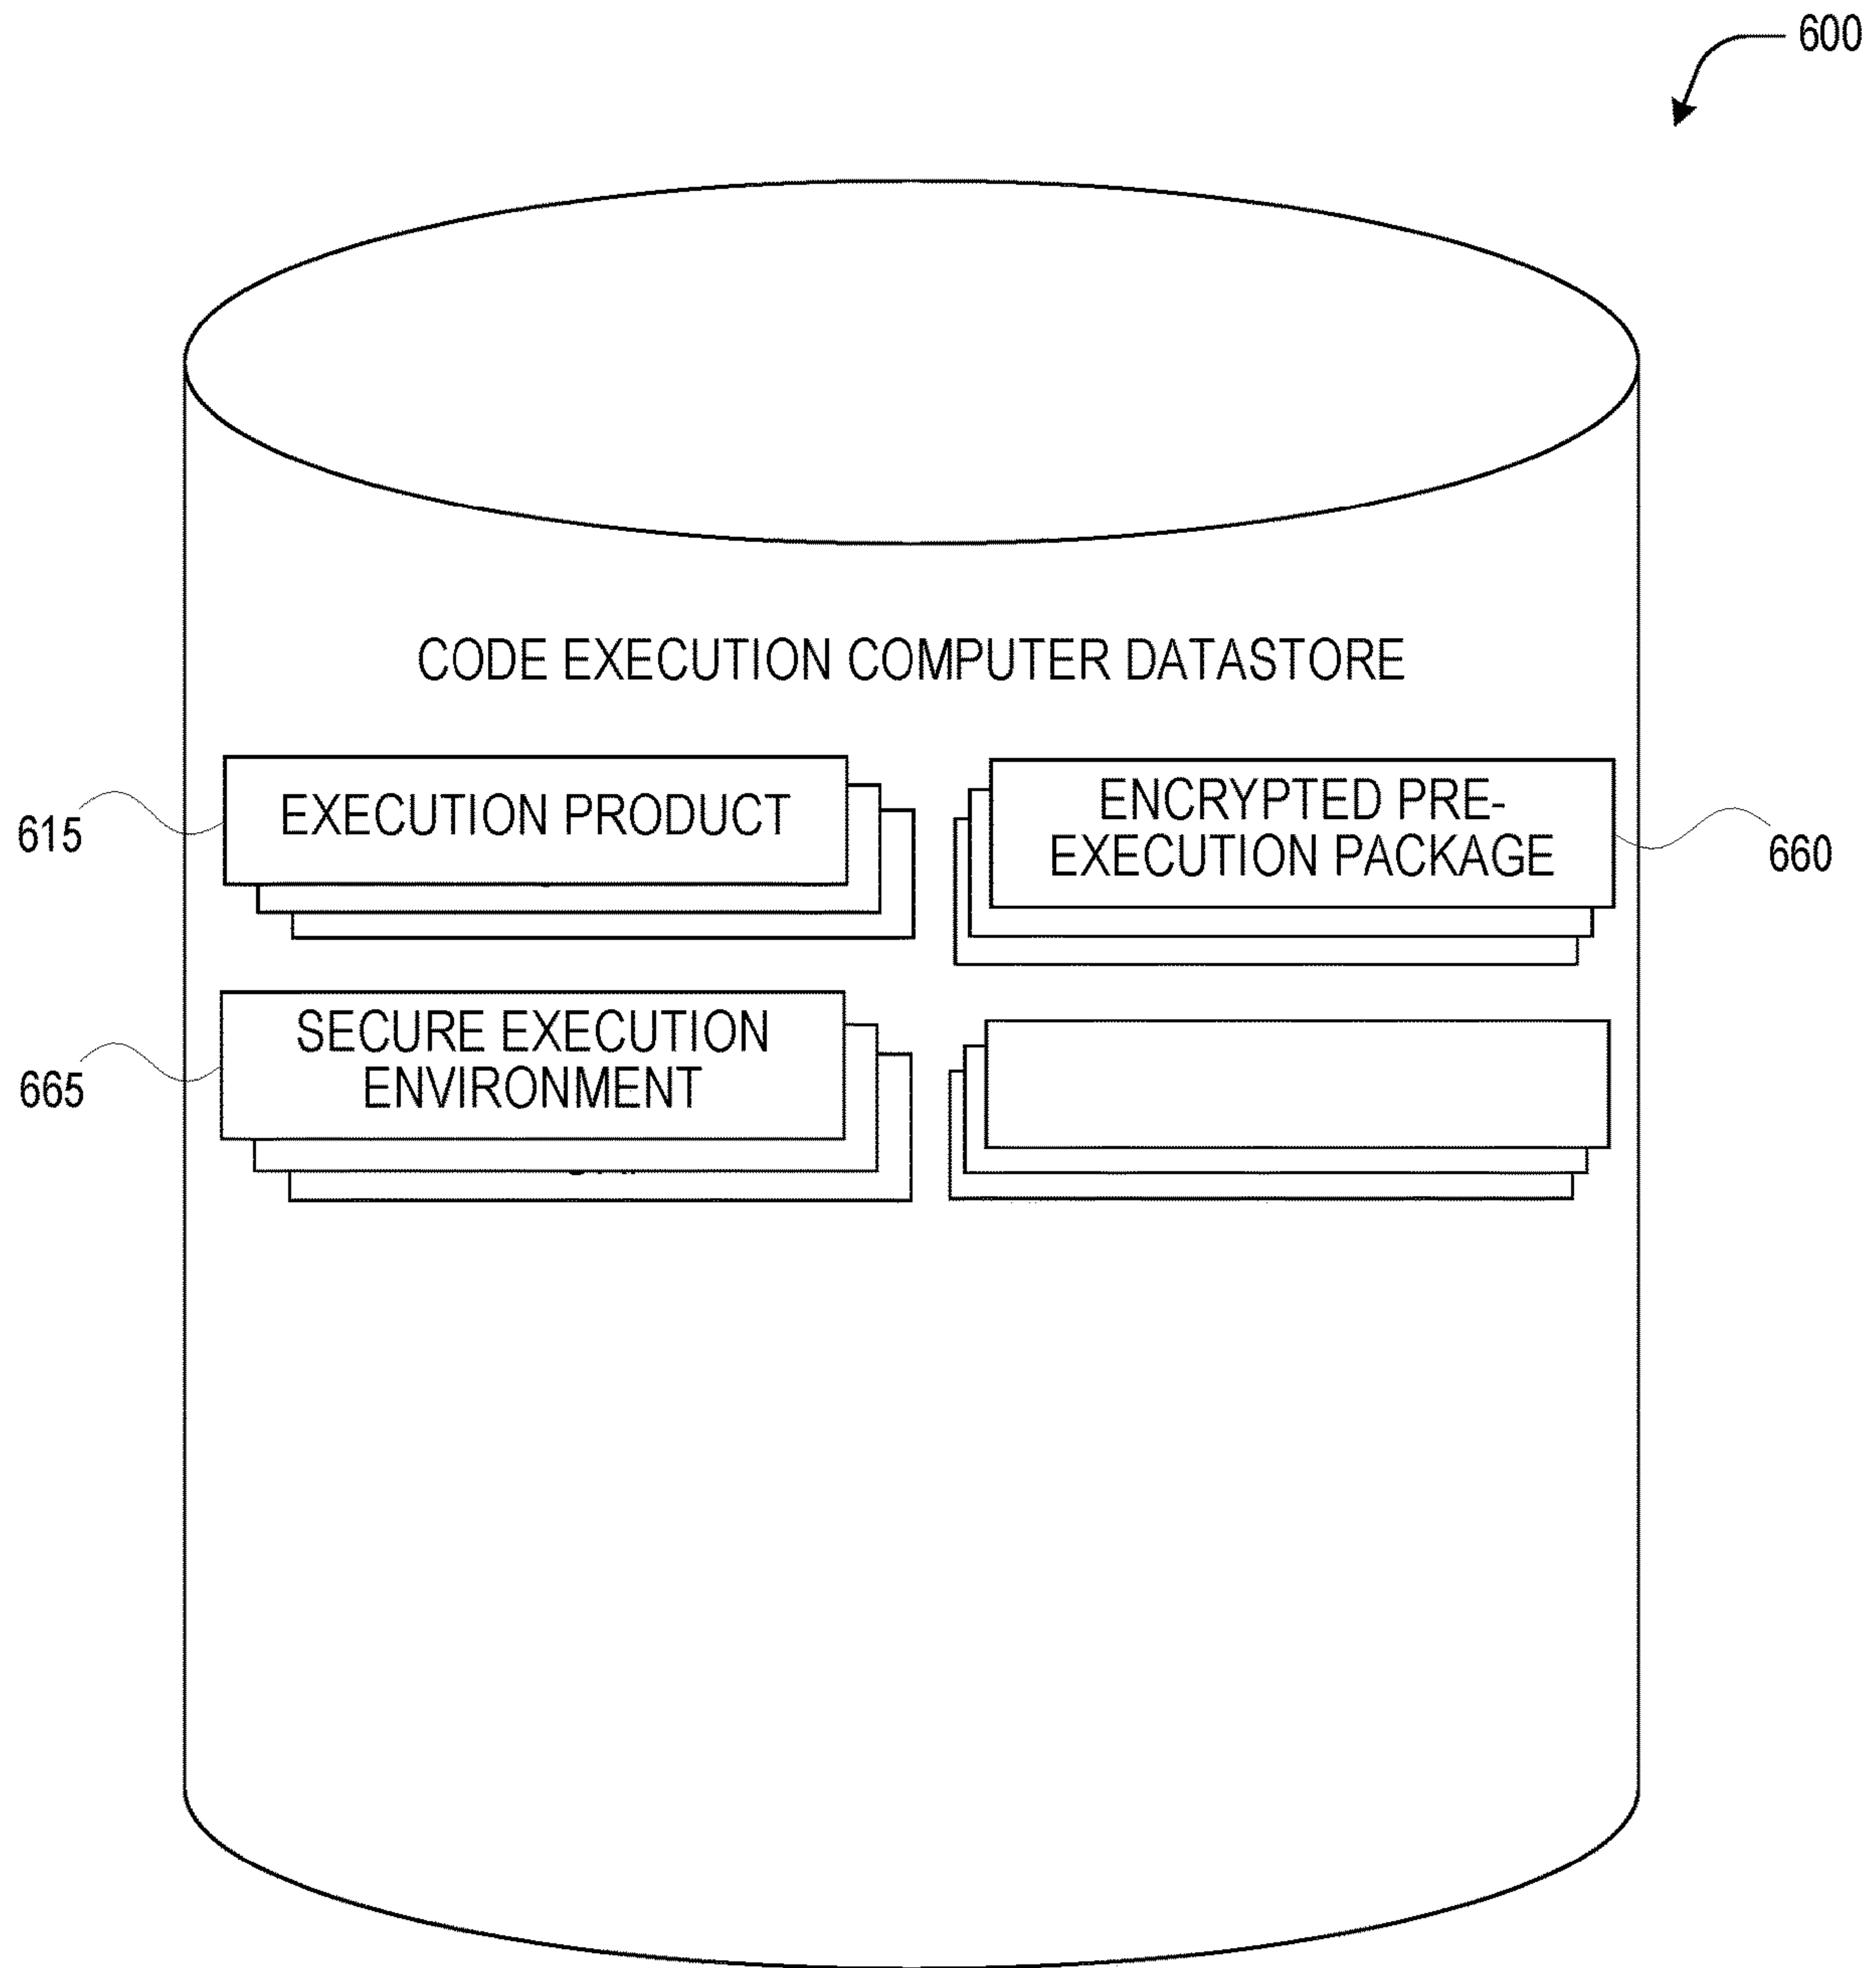 600
CODE EXECUTION COMPUTER DATASTORE
EXECUTION PRODUCT
615
ENCRYPTED PRE-
EXECUTION PACKAGE
660
SECURE EXECUTION
ENVIRONMENT
665